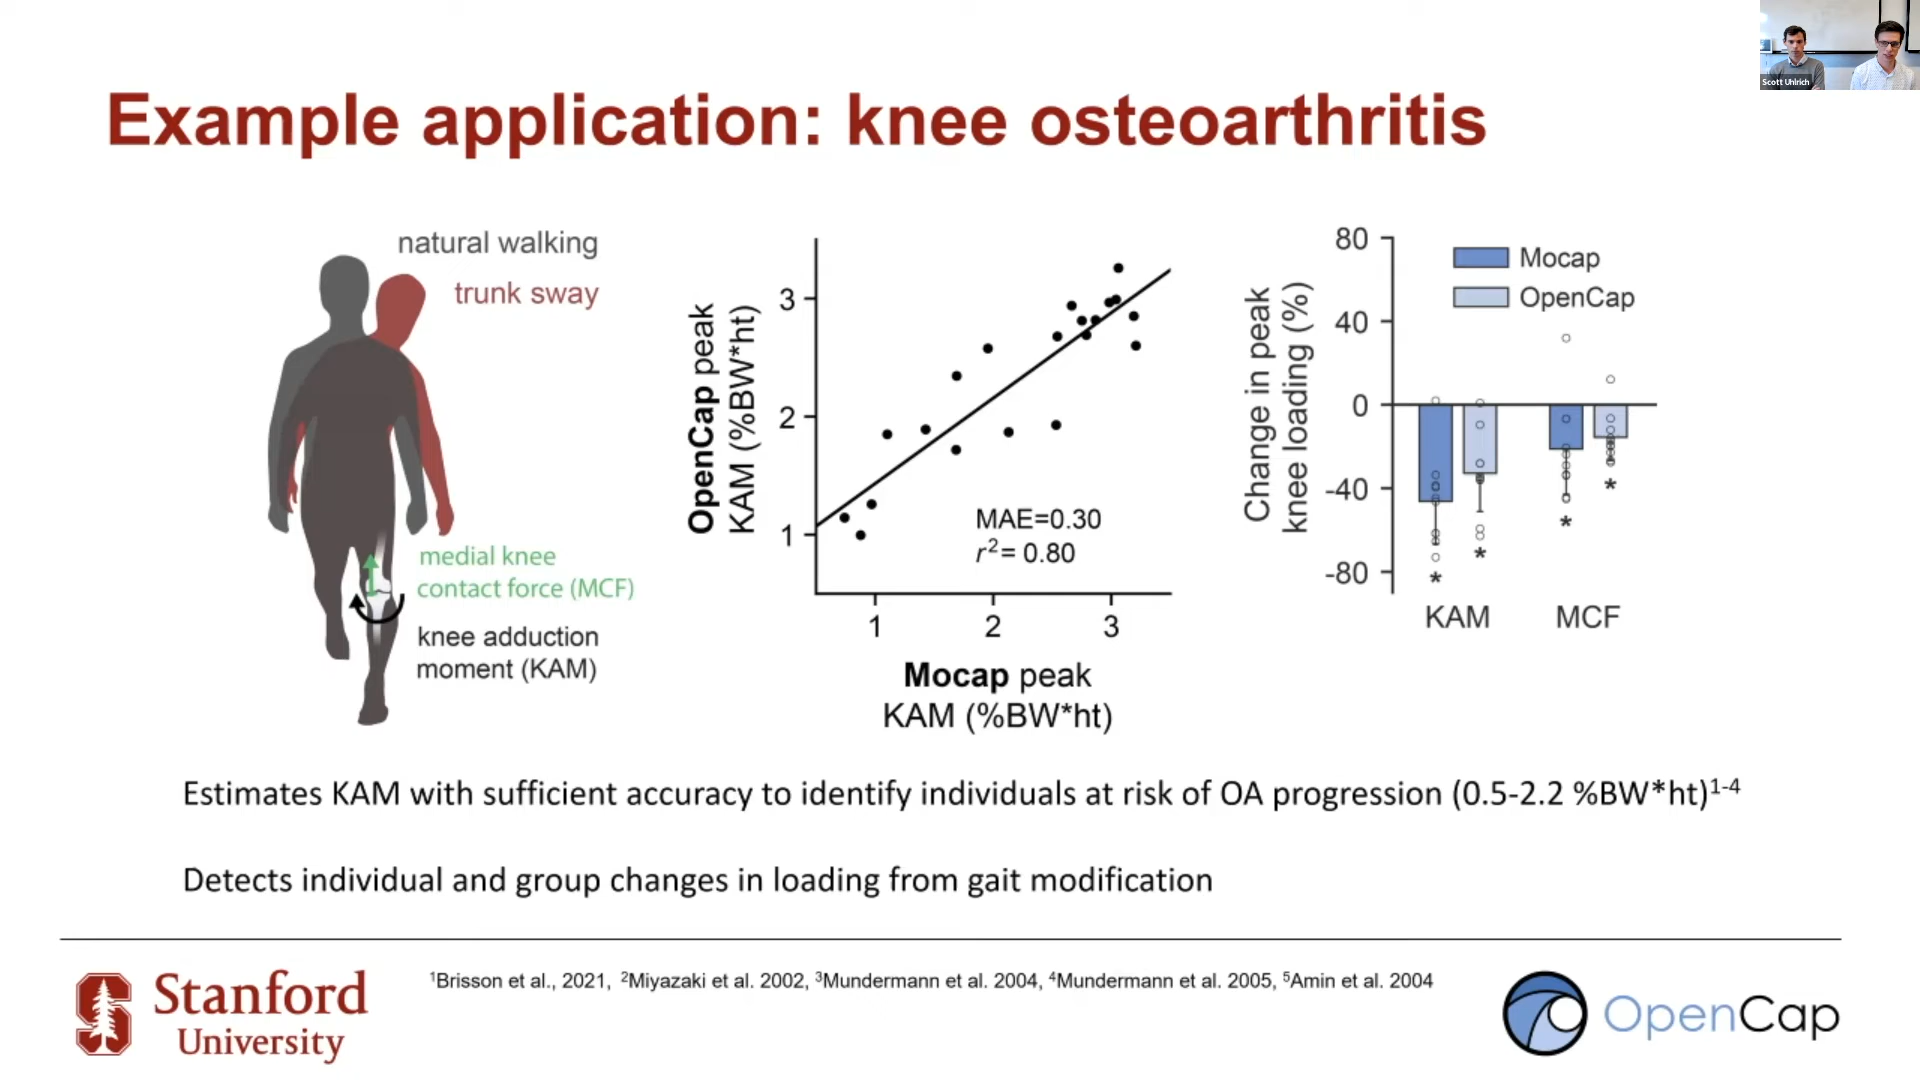 Scott Uhlrich
Example application: knee osteoarthritis
natural walking
trunk sway
medial knee
contact force (MCF)
knee adduction
moment (KAM)
OpenCap peak
KAM (%BW*ht)
3
2
1
MAE=0.30
r²= 0.80
1 2 3
Mocap peak
KAM (%BW*ht)
Change in peak
knee loading (%)
80
40
0
-40
-80
Mocap
OpenCap
*
*
*
*
KAM MCF
Estimates KAM with sufficient accuracy to identify individuals at risk of OA progression (0.5-2.2 %BW*ht)¹⁻⁴
Detects individual and group changes in loading from gait modification
Stanford
University
¹Brisson et al., 2021, ²Miyazaki et al. 2002, ³Mundermann et al. 2004, ⁴Mundermann et al. 2005, ⁵Amin et al. 2004
OpenCap